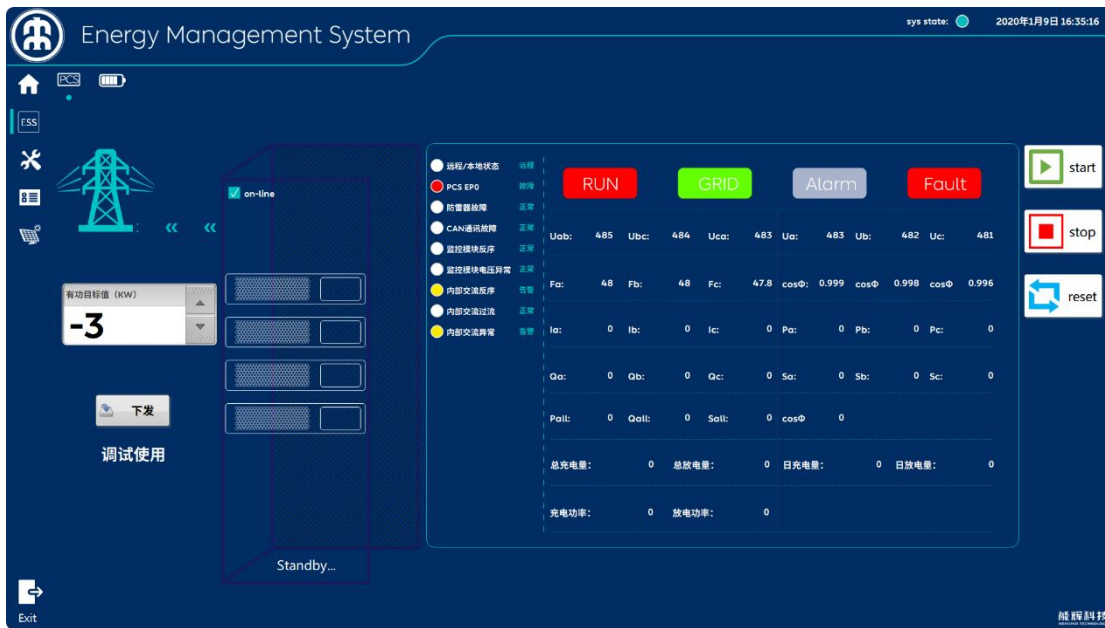 Energy Management System
sys state:
2020年1月9日 16:35:16
PCS
ESS
on-line
有功目标值（KW）
-3
下发
调试使用
Standby...
Exit
远程/本地状态 远程
PCS EPO 故障
防雷器故障 正常
CAN通讯故障 正常
监控模块反序 正常
监控模块电压异常 正常
内部交流反序 告警
内部交流过流 正常
内部交流异常 告警
RUN GRID Alarm Fault
Uab: 485 Ubc: 484 Uca: 483 Ua: 483 Ub: 482 Uc: 481
Fa: 48 Fb: 48 Fc: 47.8 cosΦ: 0.999 cosΦ 0.998 cosΦ 0.996
Ia: 0 Ib: 0 Ic: 0 Pa: 0 Pb: 0 Pc: 0
Qa: 0 Qb: 0 Qc: 0 Sa: 0 Sb: 0 Sc: 0
Pall: 0 Qall: 0 Sall: 0 cosΦ 0
总充电量: 0 总放电量: 0 日充电量: 0 日放电量: 0
充电功率: 0 放电功率: 0
start
stop
reset
能辉科技